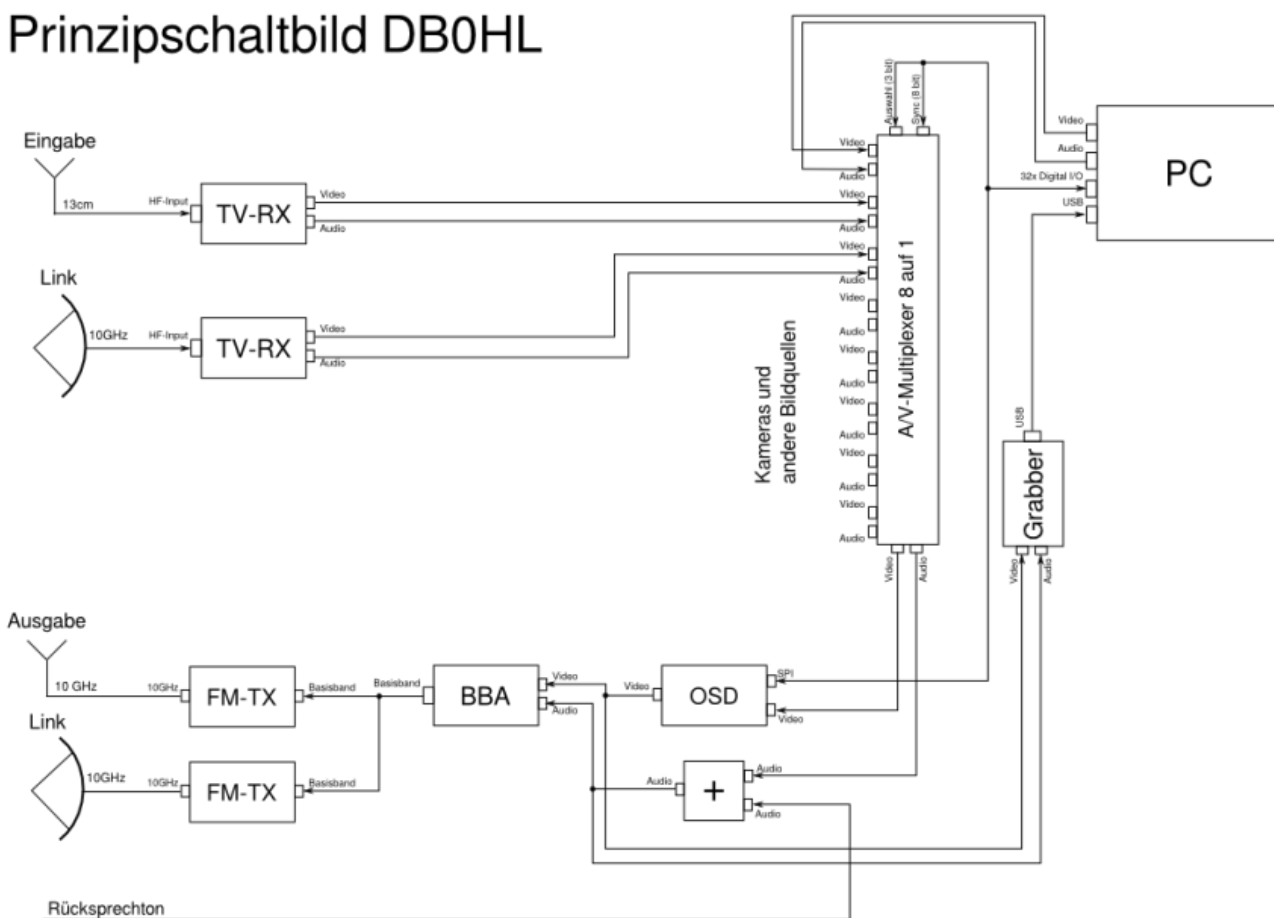 Prinzipschaltbild DB0HL
Eingabe
13cm
HF-Input
TV-RX
Video
Audio
Link
10GHz
HF-Input
TV-RX
Video
Audio
Auswahl (3 bit)
Sync (8 bit)
Video
Audio
Video
Audio
Video
Audio
Video
Audio
Video
Audio
Video
Audio
Video
Audio
Video
Audio
A/V-Multiplexer 8 auf 1
Kameras und
andere Bildquellen
Video
Audio
Video
Audio
32x Digital I/O
USB
PC
USB
Grabber
Video
Audio
Ausgabe
10 GHz
10GHz
FM-TX
Basisband
Basisband
BBA
Video
Audio
Video
OSD
SPI
Video
Link
10GHz
10GHz
FM-TX
Basisband
Audio
+
Audio
Audio
Rücksprechton